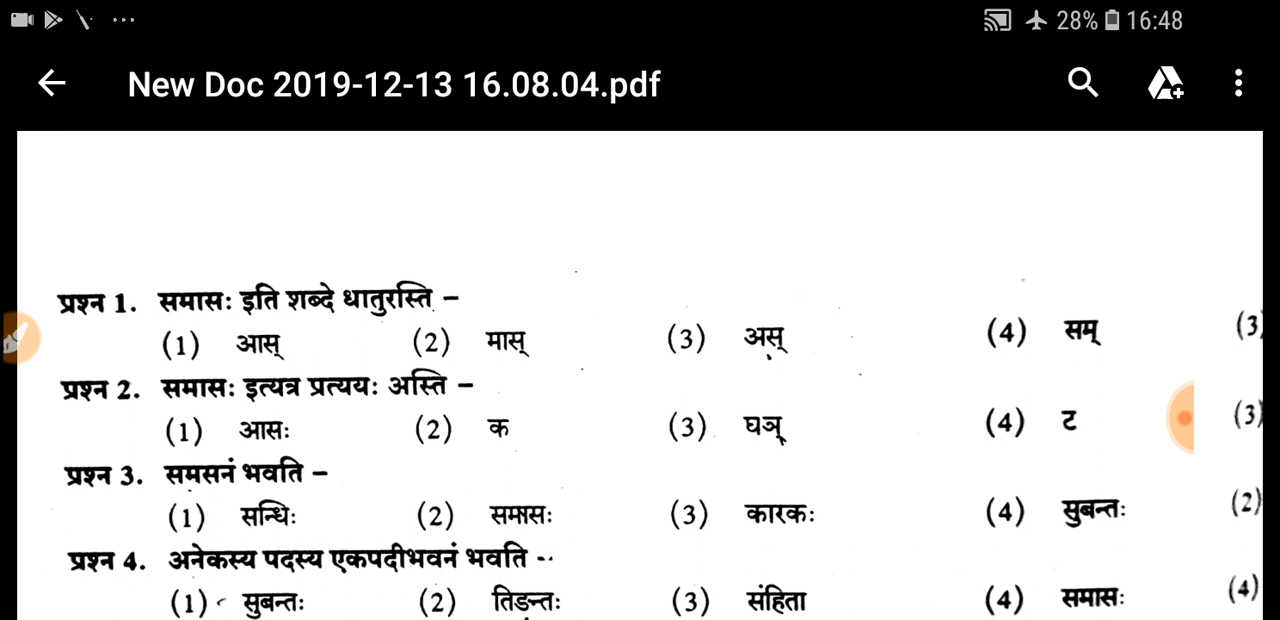 28% 16:48
New Doc 2019-12-13 16.08.04.pdf
प्रश्न 1. समासः इति शब्दे धातुरस्ति –
(1) आस् (2) मास् (3) अस् (4) सम् (3)
प्रश्न 2. समासः इत्यत्र प्रत्ययः अस्ति –
(1) आसः (2) क (3) घञ् (4) ट (3)
प्रश्न 3. समसनं भवति –
(1) सन्धिः (2) समासः (3) कारकः (4) सुबन्तः (2)
प्रश्न 4. अनेकस्य पदस्य एकपदीभवनं भवति --
(1) सुबन्तः (2) तिङन्तः (3) संहिता (4) समासः (4)